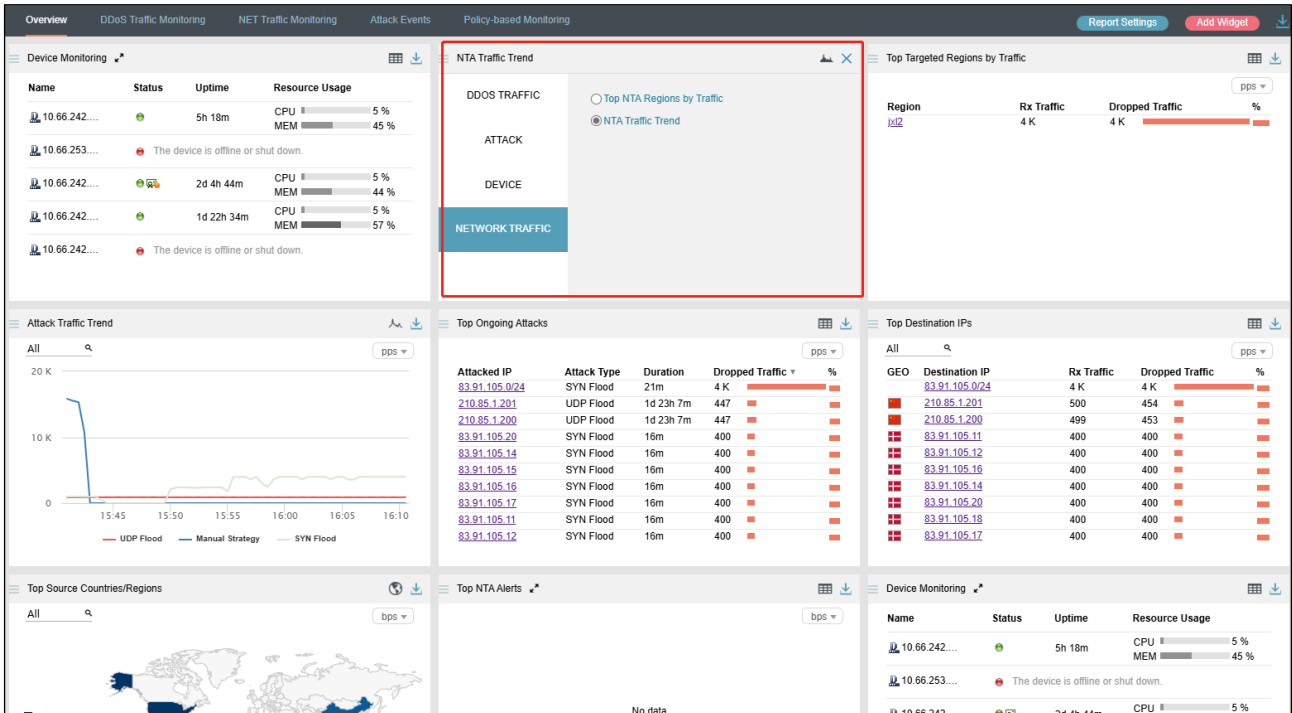 Overview DDoS Traffic Monitoring NET Traffic Monitoring Attack Events Policy-based Monitoring Report Settings Add Widget
Device Monitoring
Name Status Uptime Resource Usage
10.66.242.... 5h 18m CPU 5 %
MEM 45 %
10.66.253.... The device is offline or shut down.
10.66.242.... 2d 4h 44m CPU 5 %
MEM 44 %
10.66.242.... 1d 22h 34m CPU 5 %
MEM 57 %
10.66.242.... The device is offline or shut down.
NTA Traffic Trend
DDOS TRAFFIC
ATTACK
DEVICE
NETWORK TRAFFIC
Top NTA Regions by Traffic
NTA Traffic Trend
Top Targeted Regions by Traffic
pps
Region Rx Traffic Dropped Traffic %
jxl2 4 K 4 K
Attack Traffic Trend
All pps
20 K
10 K
0
15:45 15:50 15:55 16:00 16:05 16:10
UDP Flood Manual Strategy SYN Flood
Top Ongoing Attacks
pps
Attacked IP Attack Type Duration Dropped Traffic %
83.91.105.0/24 SYN Flood 21m 4 K
210.85.1.201 UDP Flood 1d 23h 7m 447
210.85.1.200 UDP Flood 1d 23h 7m 447
83.91.105.20 SYN Flood 16m 400
83.91.105.14 SYN Flood 16m 400
83.91.105.15 SYN Flood 16m 400
83.91.105.16 SYN Flood 16m 400
83.91.105.17 SYN Flood 16m 400
83.91.105.11 SYN Flood 16m 400
83.91.105.12 SYN Flood 16m 400
Top Destination IPs
All pps
GEO Destination IP Rx Traffic Dropped Traffic %
83.91.105.0/24 4 K 4 K
210.85.1.201 500 454
210.85.1.200 499 453
83.91.105.11 400 400
83.91.105.12 400 400
83.91.105.16 400 400
83.91.105.14 400 400
83.91.105.20 400 400
83.91.105.18 400 400
83.91.105.17 400 400
Top Source Countries/Regions
All bps
Top NTA Alerts
bps
No data
Device Monitoring
Name Status Uptime Resource Usage
10.66.242.... 5h 18m CPU 5 %
MEM 45 %
10.66.253.... The device is offline or shut down.
10.66.242.... 2d 4h 44m CPU 5 %